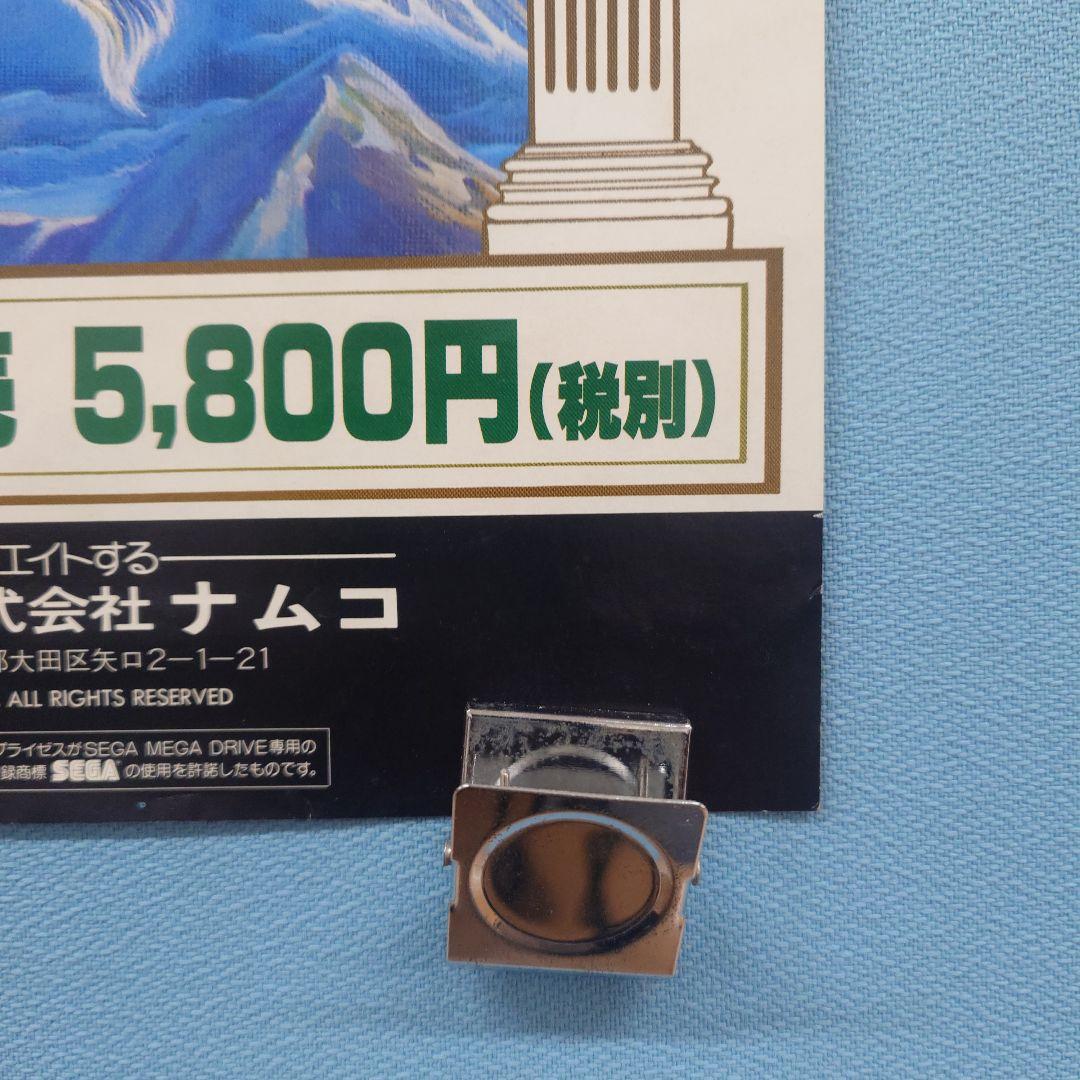 5,800円(税別)
エイトする
式会社 ナムコ
大田区矢口2-1-21
ALL RIGHTS RESERVED
プライゼスがSEGA MEGA DRIVE専用の
録商標 SEGA の使用を許諾したものです。